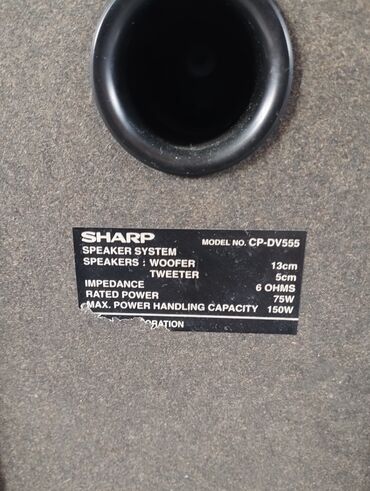 SHARP MODEL NO. CP-DV555
SPEAKER SYSTEM
SPEAKERS : WOOFER 13cm
TWEETER 5cm
IMPEDANCE 6 OHMS
RATED POWER 75W
MAX. POWER HANDLING CAPACITY 150W
ORATION